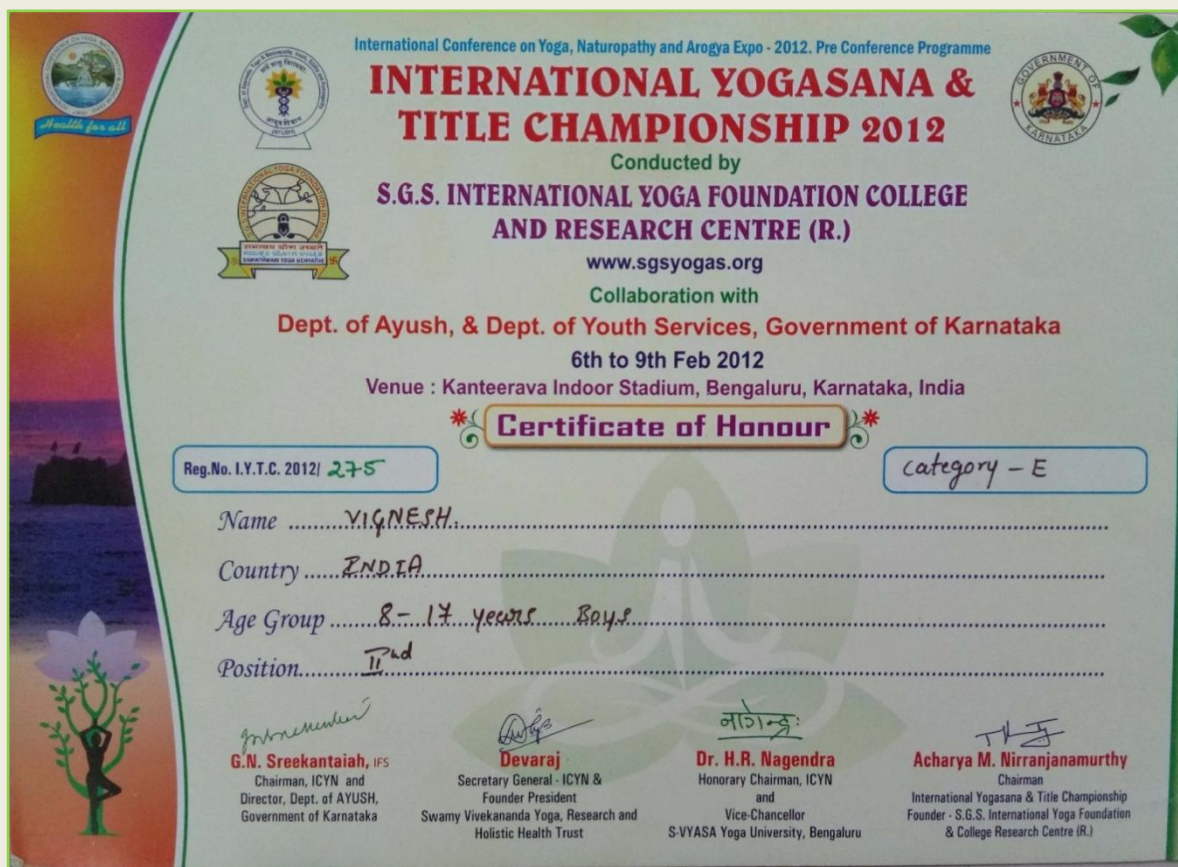 International Conference on Yoga, Naturopathy and Arogya Expo - 2012. Pre Conference Programme
INTERNATIONAL YOGASANA &
TITLE CHAMPIONSHIP 2012
Conducted by
S.G.S. INTERNATIONAL YOGA FOUNDATION COLLEGE
AND RESEARCH CENTRE (R.)
www.sgsyogas.org
Collaboration with
Dept. of Ayush, & Dept. of Youth Services, Government of Karnataka
6th to 9th Feb 2012
Venue : Kanteerava Indoor Stadium, Bengaluru, Karnataka, India
Health for all
GOVERNMENT OF
KARNATAKA
Certificate of Honour
Reg.No. I.Y.T.C. 2012/ 275
Category - E
Name VIGNESH.
Country INDIA
Age Group 8 - 17 years Boys
Position IInd
नागेन्द्रः
G.N. Sreekantaiah, IFS
Chairman, ICYN and
Director, Dept. of AYUSH,
Government of Karnataka
Devaraj
Secretary General - ICYN &
Founder President
Swamy Vivekananda Yoga, Research and
Holistic Health Trust
Dr. H.R. Nagendra
Honorary Chairman, ICYN
and
Vice-Chancellor
S-VYASA Yoga University, Bengaluru
Acharya M. Nirranjanamurthy
Chairman
International Yogasana & Title Championship
Founder - S.G.S. International Yoga Foundation
& College Research Centre (R.)